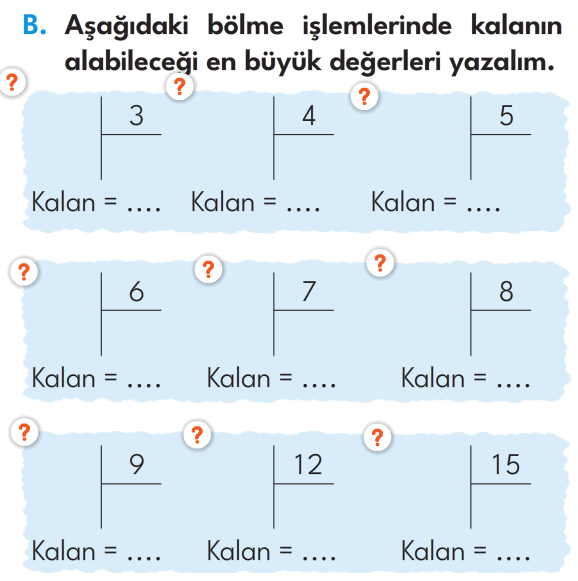 B. Aşağıdaki bölme işlemlerinde kalanın
alabileceği en büyük değerleri yazalım.
? ? ?
3 4 5
Kalan = .... Kalan = .... Kalan = ....
? ? ?
6 7 8
Kalan = .... Kalan = .... Kalan = ....
? ? ?
9 12 15
Kalan = .... Kalan = .... Kalan = ....